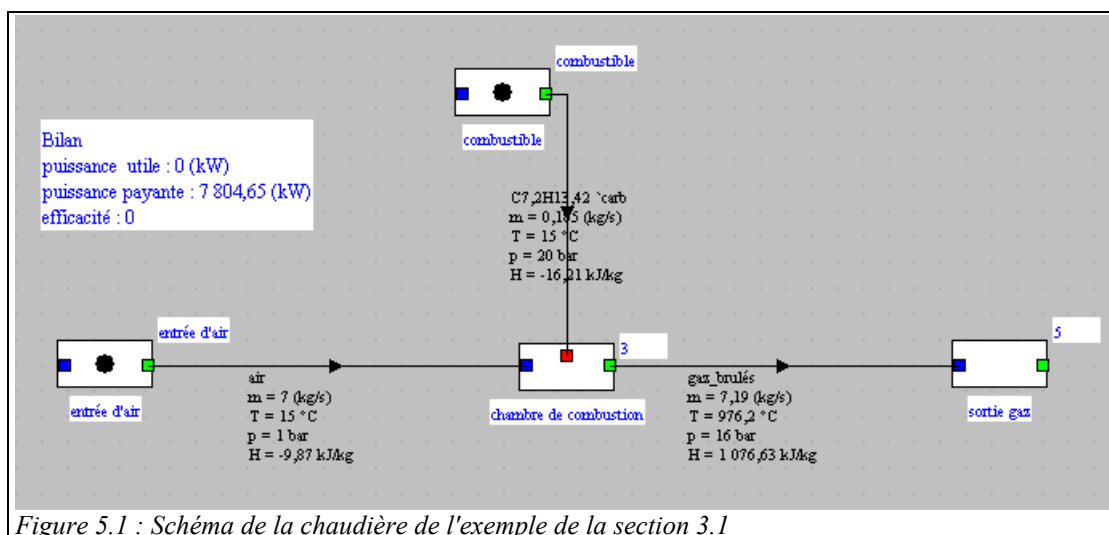 combustible
combustible
Bilan
puissance utile : 0 (kW)
puissance payante : 7 804,65 (kW)
efficacité : 0
C7,2H13,42 `carb
m = 0,185 (kg/s)
T = 15 °C
p = 20 bar
H = -16,21 kJ/kg
entrée d'air
entrée d'air
air
m = 7 (kg/s)
T = 15 °C
p = 1 bar
H = -9,87 kJ/kg
3
chambre de combustion
gaz_brulés
m = 7,19 (kg/s)
T = 976,2 °C
p = 16 bar
H = 1 076,63 kJ/kg
5
sortie gaz
Figure 5.1 : Schéma de la chaudière de l'exemple de la section 3.1